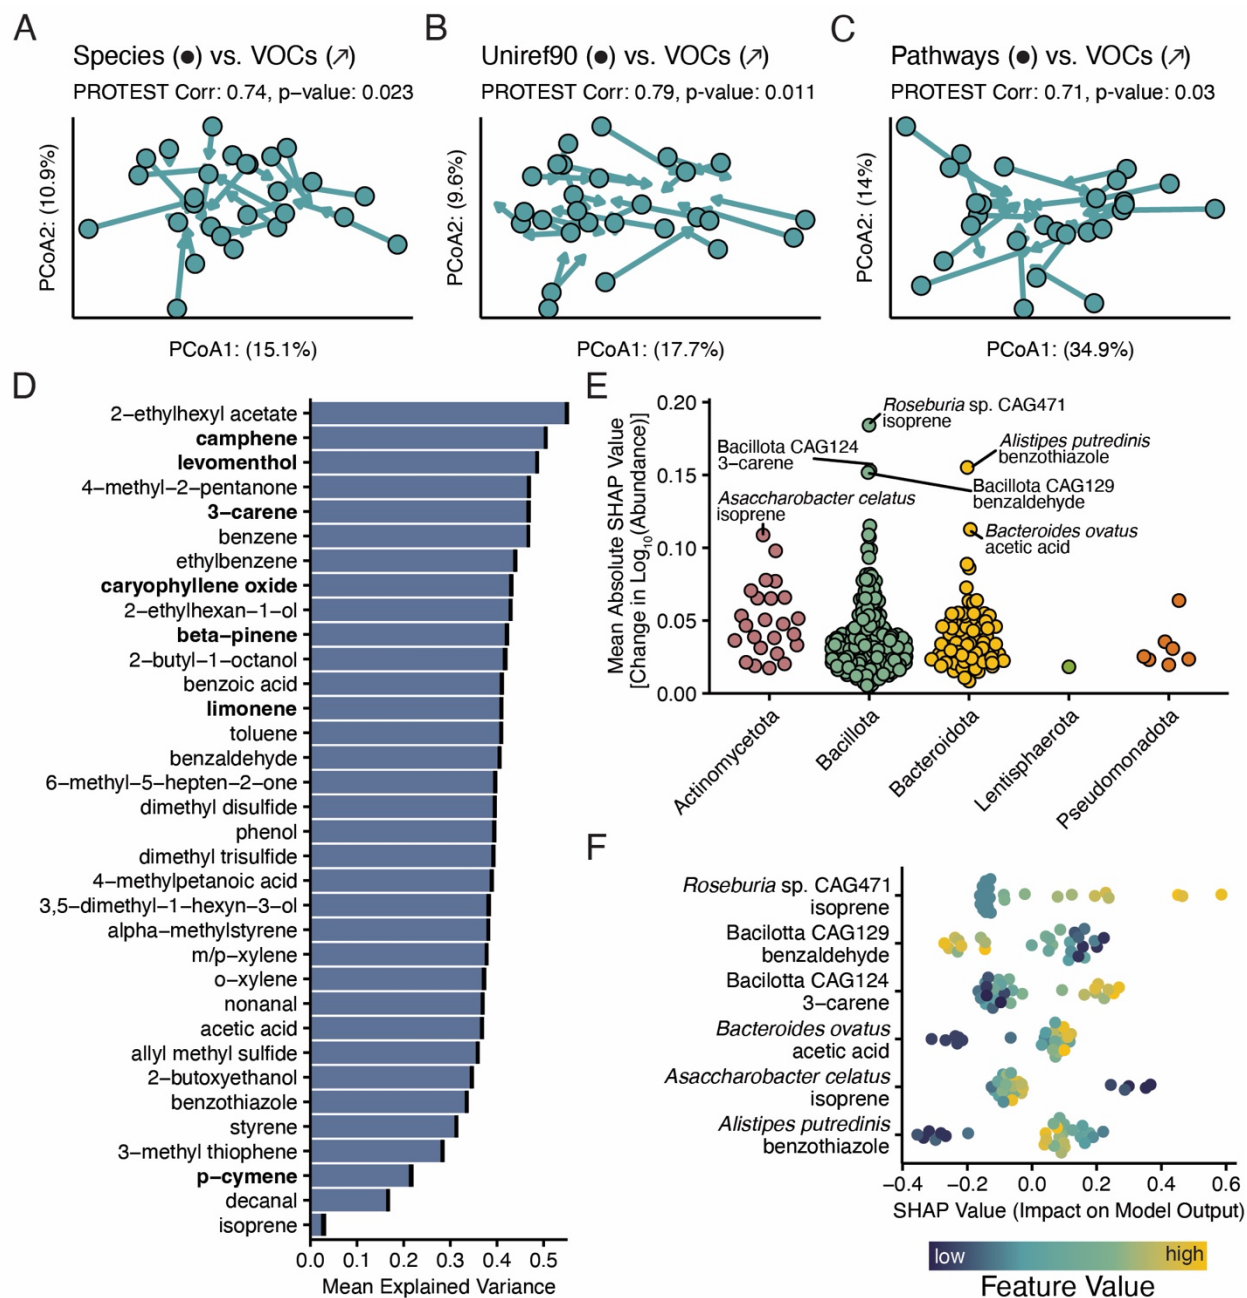 A
Species (●) vs. VOCs (↗)
PROTEST Corr: 0.74, p−value: 0.023
PCoA2: (10.9%)
PCoA1: (15.1%)
B
Uniref90 (●) vs. VOCs (↗)
PROTEST Corr: 0.79, p-value: 0.011
PCoA2: (9.6%)
PCoA1: (17.7%)
C
Pathways (●) vs. VOCs (↗)
PROTEST Corr: 0.71, p-value: 0.03
PCoA2: (14%)
PCoA1: (34.9%)
D
2−ethylhexyl acetate
camphene
levomenthol
4−methyl−2−pentanone
3−carene
benzene
ethylbenzene
caryophyllene oxide
2−ethylhexan−1−ol
beta−pinene
2−butyl−1−octanol
benzoic acid
limonene
toluene
benzaldehyde
6−methyl−5−hepten−2−one
dimethyl disulfide
phenol
dimethyl trisulfide
4−methylpetanoic acid
3,5−dimethyl−1−hexyn−3−ol
alpha−methylstyrene
m/p−xylene
o−xylene
nonanal
acetic acid
allyl methyl sulfide
2−butoxyethanol
benzothiazole
styrene
3−methyl thiophene
p−cymene
decanal
isoprene
0.0 0.1 0.2 0.3 0.4 0.5
Mean Explained Variance
E
Mean Absolute SHAP Value
[Change in Log10(Abundance)]
0.20
0.15
0.10
0.05
0.00
Roseburia sp. CAG471
isoprene
Bacillota CAG124
3−carene
Alistipes putredinis
benzothiazole
Bacillota CAG129
benzaldehyde
Asaccharobacter celatus
isoprene
Bacteroides ovatus
acetic acid
Actinomycetota
Bacillota
Bacteroidota
Lentisphaerota
Pseudomonadota
F
Roseburia sp. CAG471
isoprene
Bacilotta CAG129
benzaldehyde
Bacilotta CAG124
3−carene
Bacteroides ovatus
acetic acid
Asaccharobacter celatus
isoprene
Alistipes putredinis
benzothiazole
−0.4 −0.2 0.0 0.2 0.4 0.6
SHAP Value (Impact on Model Output)
low high
Feature Value